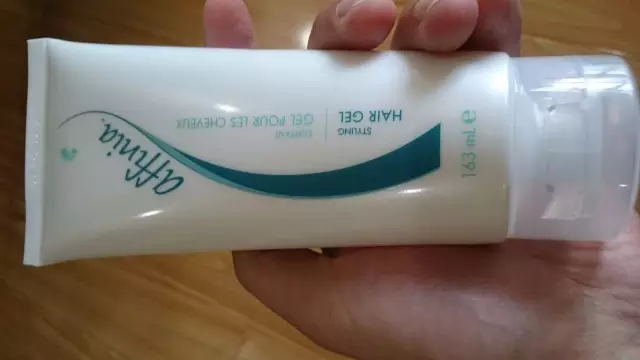 affinia.
STYLING
HAIR GEL
COIFFANT
GEL POUR LES CHEVEUX
163 mL e